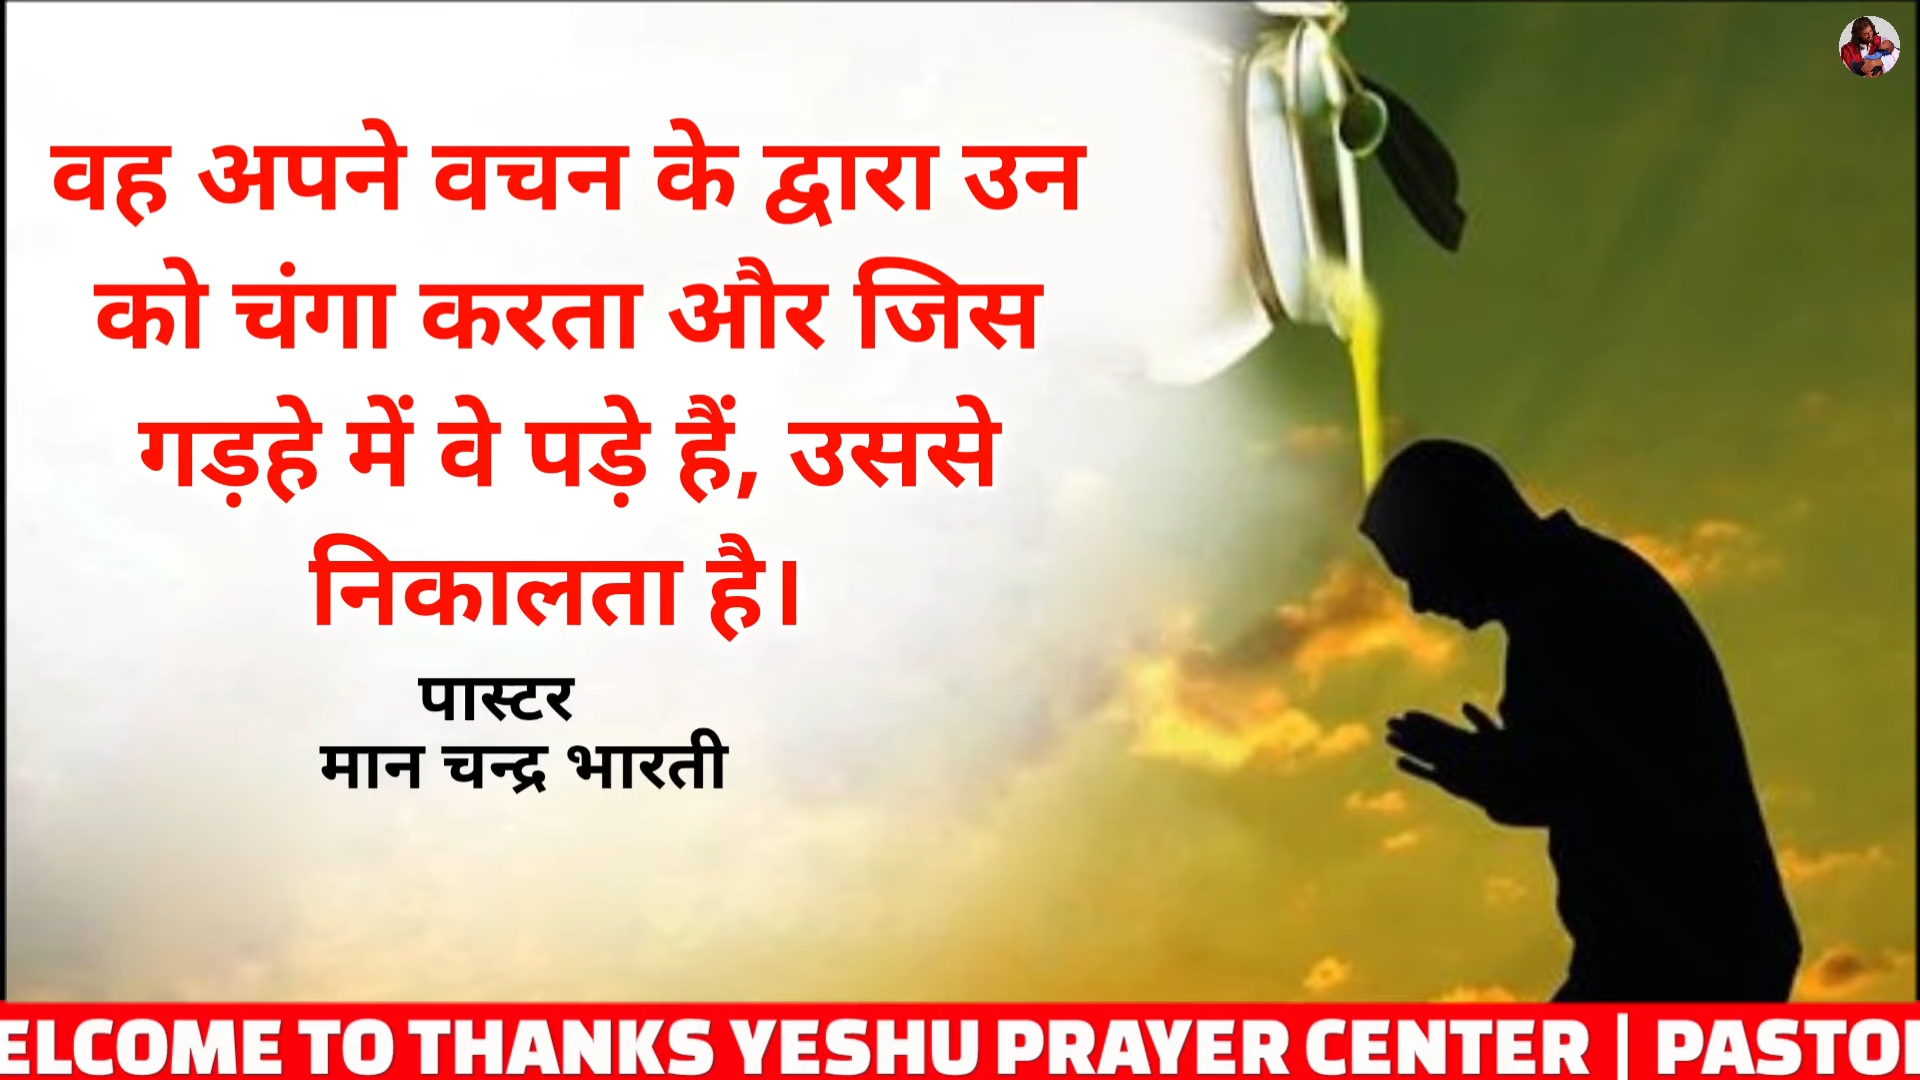 वह अपने वचन के द्वारा उन
को चंगा करता और जिस
गड़हे में वे पड़े हैं, उससे
निकालता है।
पास्टर
मान चन्द्र भारती
ELCOME TO THANKS YESHU PRAYER CENTER | PASTO